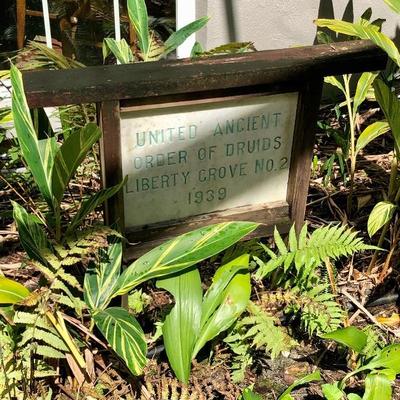 UNITED ANCIENT
ORDER OF DRUIDS
LIBERTY GROVE NO.2
1939